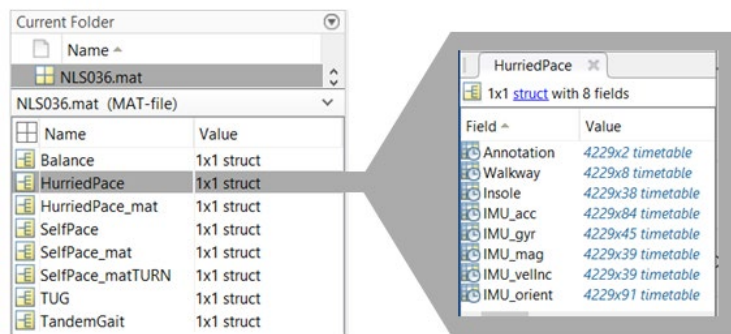 Current Folder
Name
NLS036.mat
NLS036.mat (MAT-file)
Name Value
Balance 1x1 struct
HurriedPace 1x1 struct
HurriedPace_mat 1x1 struct
SelfPace 1x1 struct
SelfPace_mat 1x1 struct
SelfPace_matTURN 1x1 struct
TUG 1x1 struct
TandemGait 1x1 struct
HurriedPace
1x1 struct with 8 fields
Field Value
Annotation 4229x2 timetable
Walkway 4229x8 timetable
Insole 4229x38 timetable
IMU_acc 4229x84 timetable
IMU_gyr 4229x45 timetable
IMU_mag 4229x39 timetable
IMU_velInc 4229x39 timetable
IMU_orient 4229x91 timetable